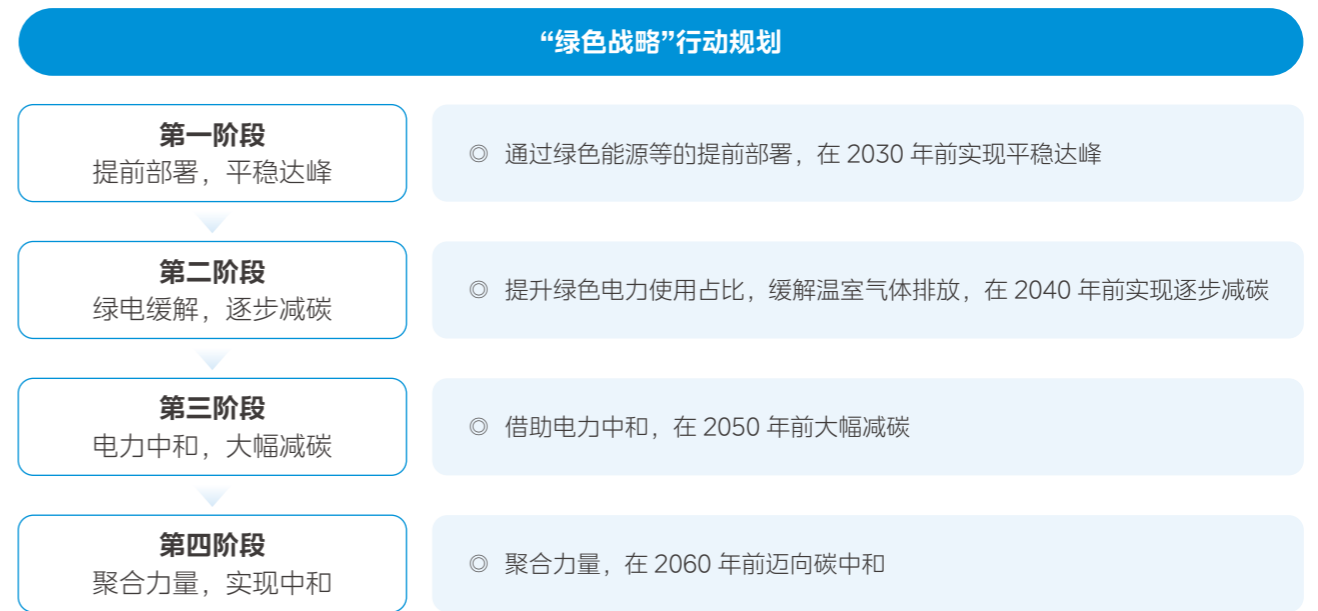 “绿色战略”行动规划
第一阶段
提前部署，平稳达峰
◎ 通过绿色能源等的提前部署，在 2030 年前实现平稳达峰
第二阶段
绿电缓解，逐步减碳
◎ 提升绿色电力使用占比，缓解温室气体排放，在 2040 年前实现逐步减碳
第三阶段
电力中和，大幅减碳
◎ 借助电力中和，在 2050 年前大幅减碳
第四阶段
聚合力量，实现中和
◎ 聚合力量，在 2060 年前迈向碳中和